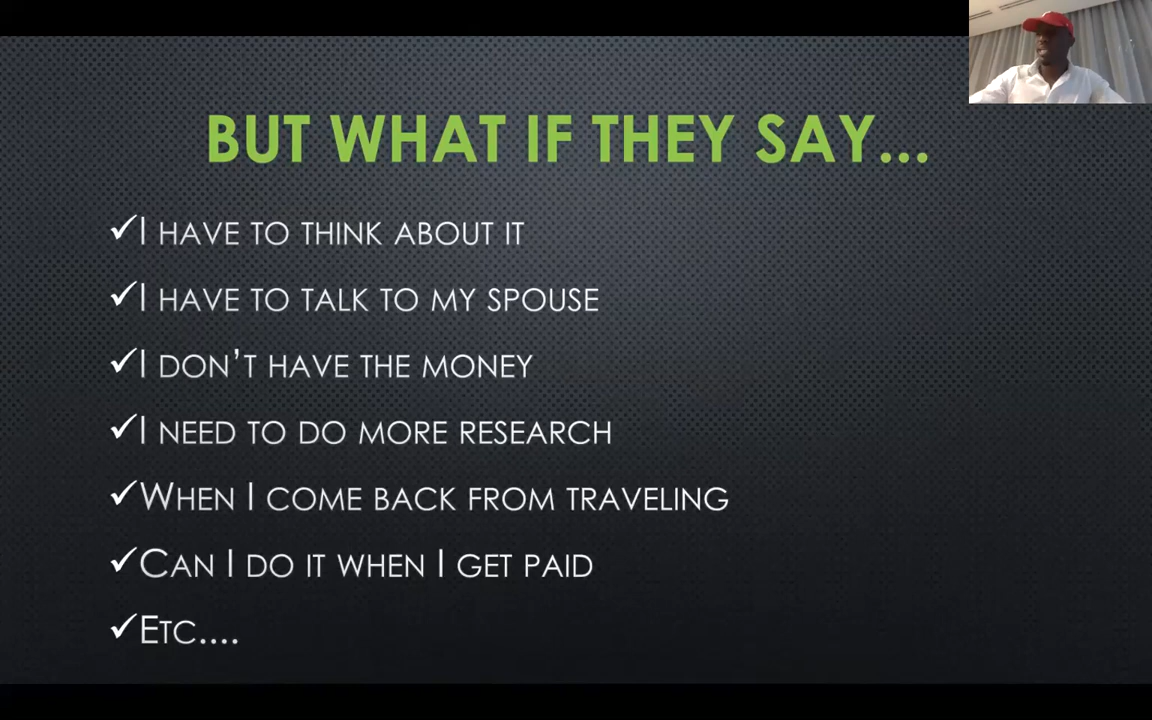 BUT WHAT IF THEY SAY...
✓I HAVE TO THINK ABOUT IT
✓I HAVE TO TALK TO MY SPOUSE
✓I DON’T HAVE THE MONEY
✓I NEED TO DO MORE RESEARCH
✓WHEN I COME BACK FROM TRAVELING
✓CAN I DO IT WHEN I GET PAID
✓ETC....